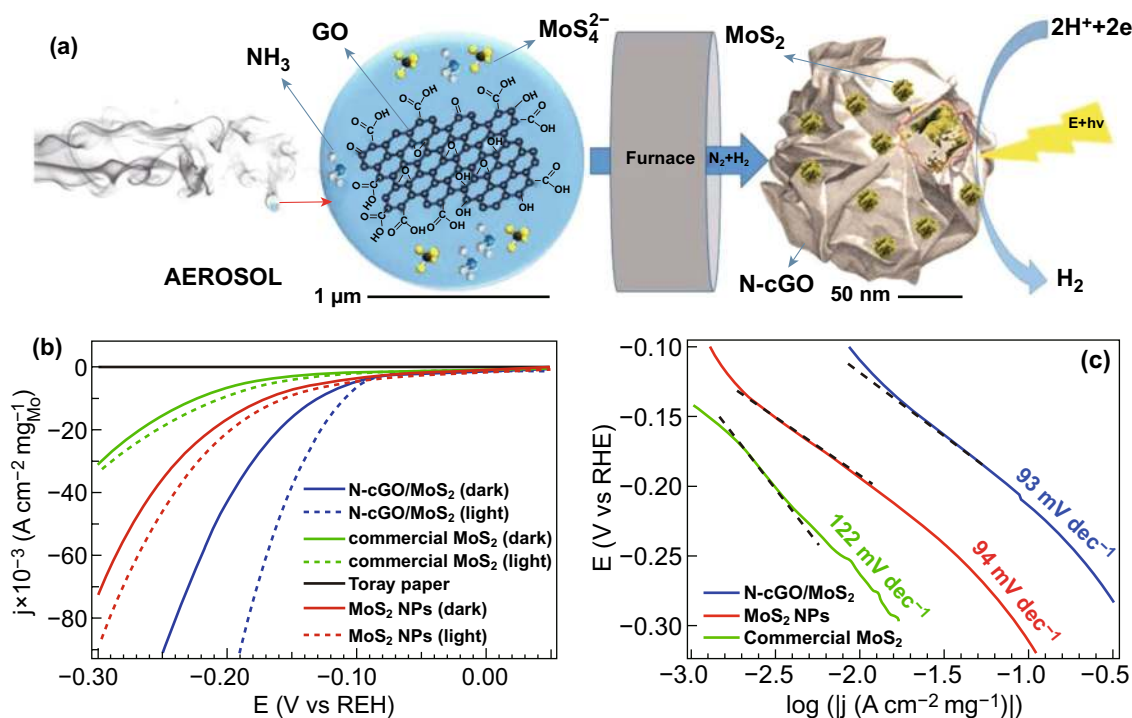 (a)
GO
MoS₄²⁻
NH₃
MoS₂
2H⁺+2e
E+hv
Furnace
N₂+H₂
O
OH
AEROSOL
1 μm
N-cGO
50 nm
H₂
(b)
0
−20
−40
−60
−80
j×10⁻³ (A cm⁻² mg⁻¹Mo)
N-cGO/MoS₂ (dark)
N-cGO/MoS₂ (light)
commercial MoS₂ (dark)
commercial MoS₂ (light)
Toray paper
MoS₂ NPs (dark)
MoS₂ NPs (light)
−0.30
−0.20
−0.10
0.00
E (V vs REH)
(c)
−0.10
−0.15
−0.20
−0.25
−0.30
E (V vs RHE)
93 mV dec⁻¹
94 mV dec⁻¹
122 mV dec⁻¹
N-cGO/MoS₂
MoS₂ NPs
Commercial MoS₂
−3.0
−2.5
−2.0
−1.5
−1.0
−0.5
log (|j (A cm⁻² mg⁻¹)|)